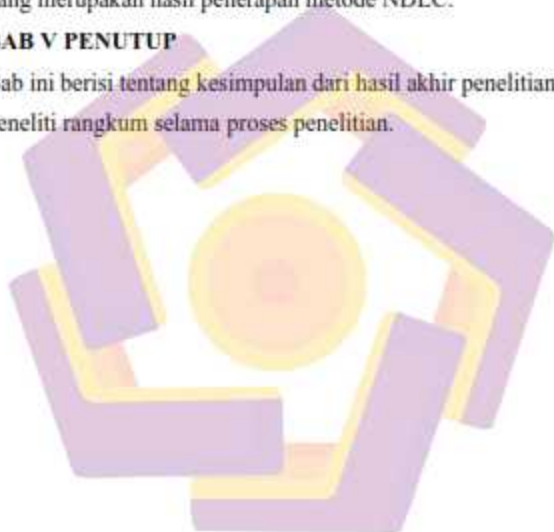 ang merupakan hasil penerapan metode NDLC.
AB V PENUTUP
ab ini berisi tentang kesimpulan dari hasil akhir penelitian
eneliti rangkum selama proses penelitian.